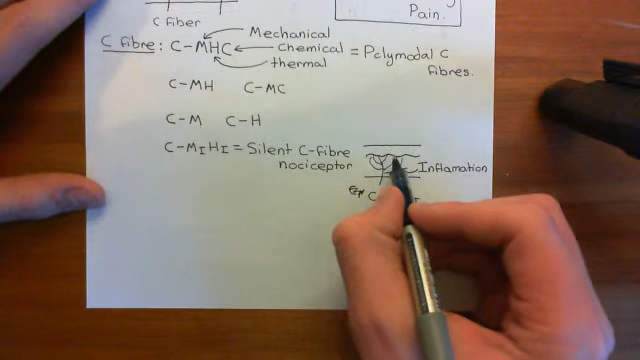 Pain.
C fiber
Mechanical
C fibre : C-MHC Chemical = Polymodal C
thermal fibres.
C-MH C-MC
C-M C-H
C-MIHI = Silent C-fibre
nociceptor Inflamation